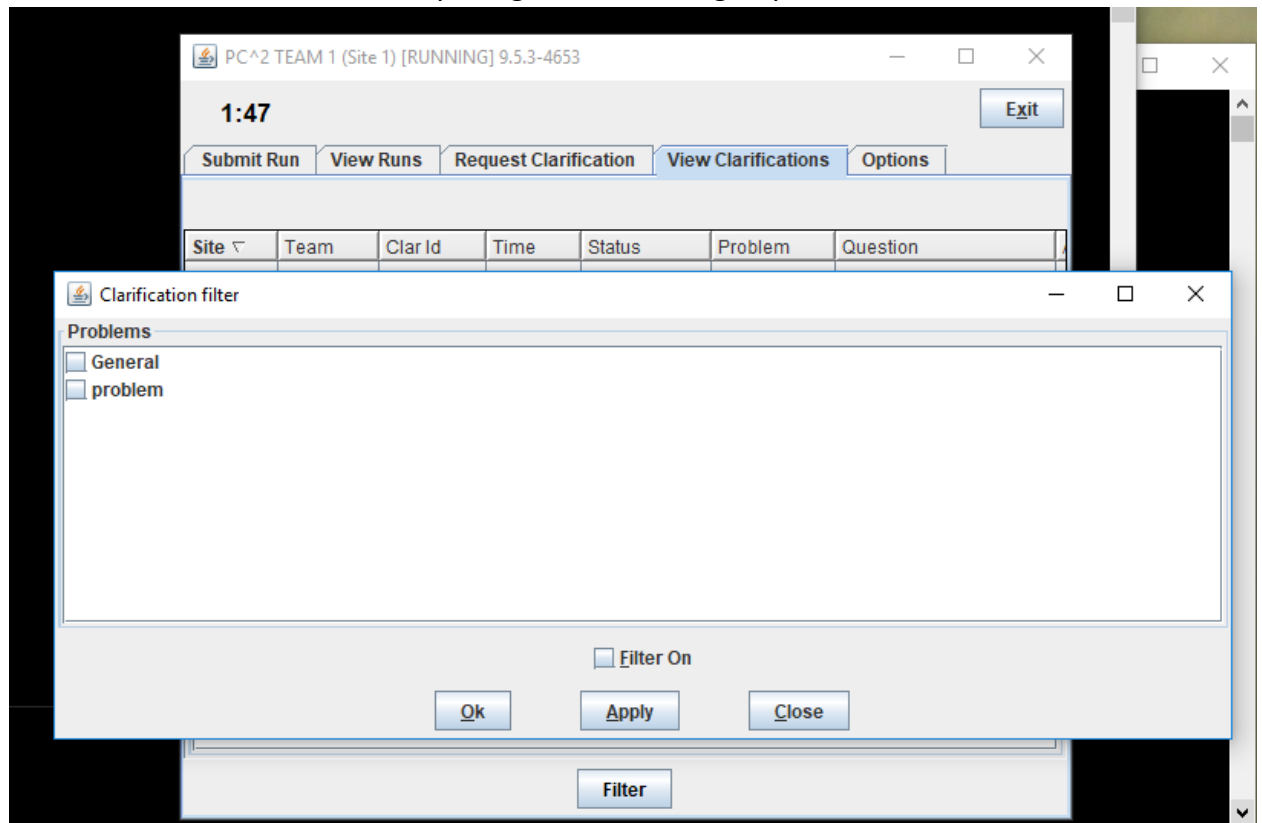 PC^2 TEAM 1 (Site 1) [RUNNING] 9.5.3-4653
1:47
Exit
Submit Run View Runs Request Clarification View Clarifications Options
Site Team Clar Id Time Status Problem Question
Clarification filter
Problems
General
problem
Filter On
Ok Apply Close
Filter